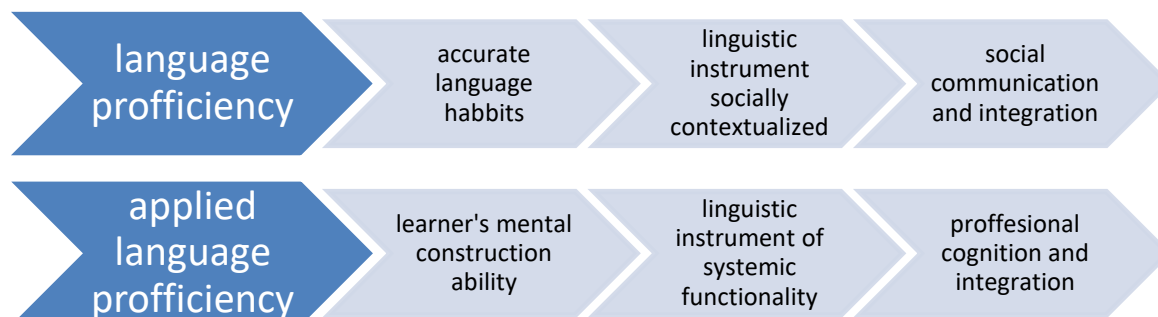 language
profficiency
accurate
language
habbits
linguistic
instrument
socially
contextualized
social
communication
and integration
applied
language
profficiency
learner's mental
construction
ability
linguistic
instrument of
systemic
functionality
proffesional
cognition and
integration